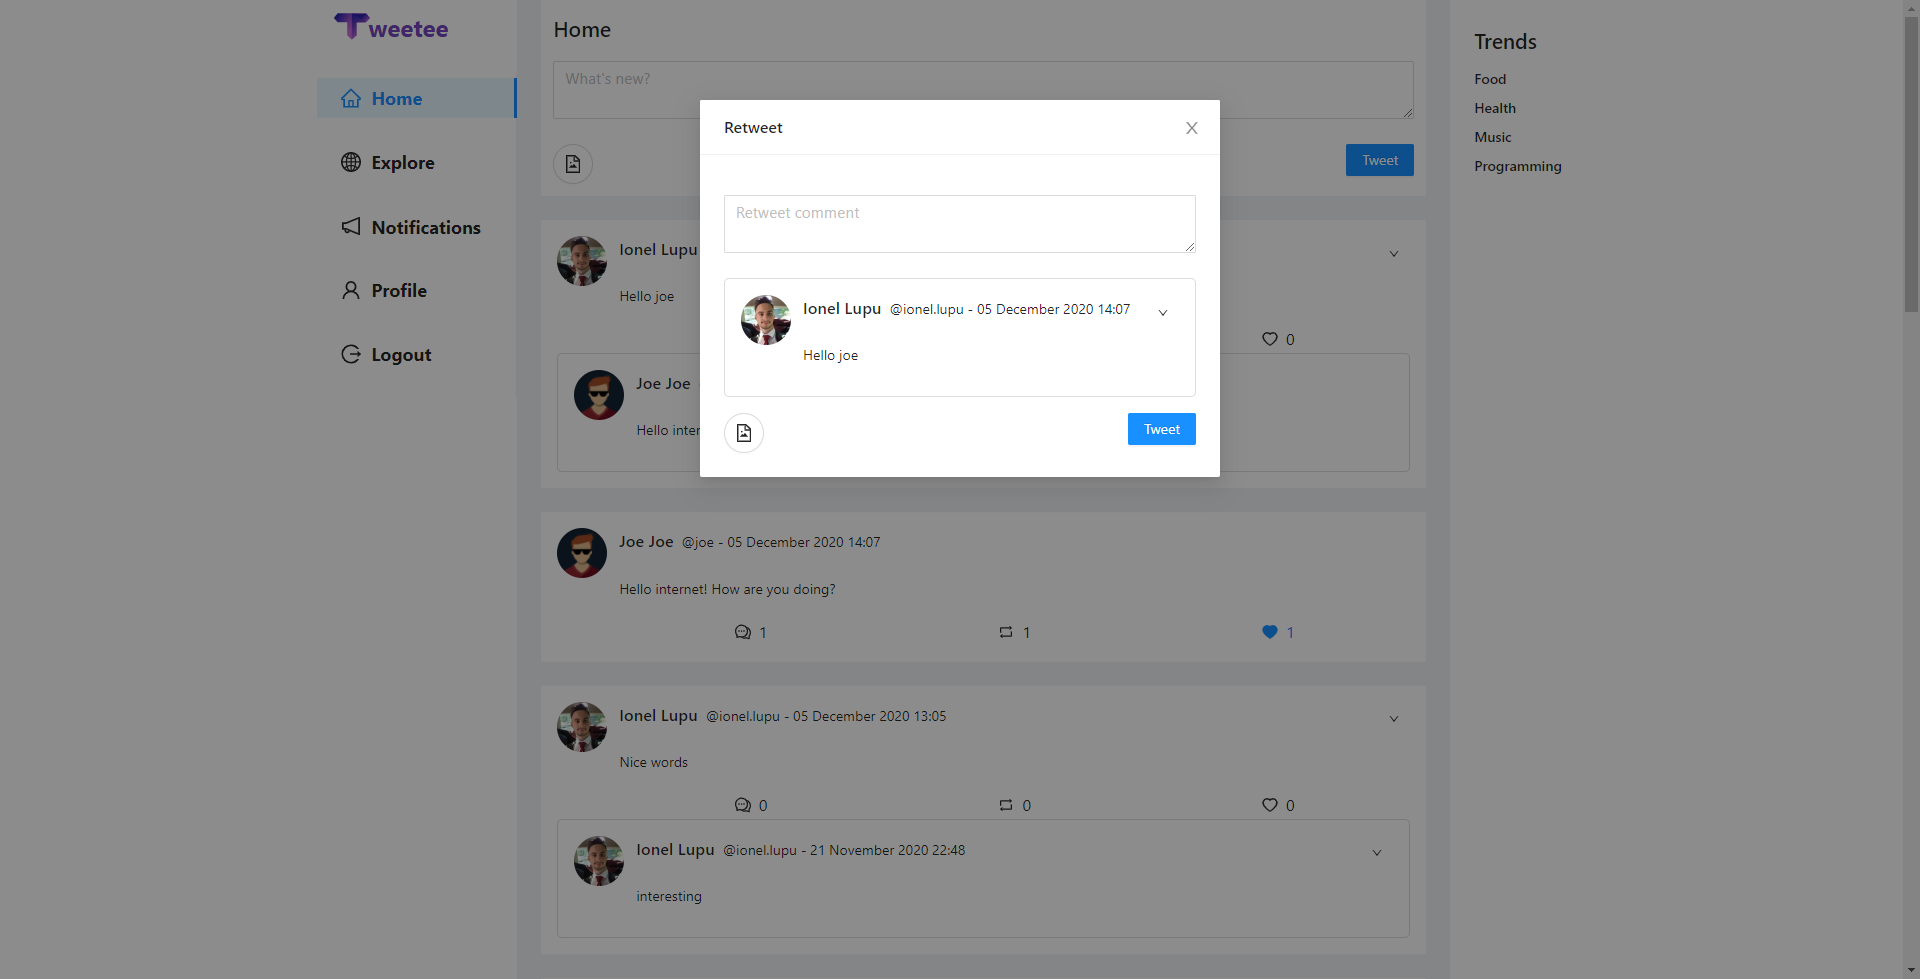 Tweetee
Home
Explore
Notifications
Profile
Logout
Home
What's new?
Tweet
Ionel Lupu
Hello joe
0
Joe Joe
Hello inter
Retweet
Retweet comment
Ionel Lupu @ionel.lupu - 05 December 2020 14:07
Hello joe
Tweet
Joe Joe @joe - 05 December 2020 14:07
Hello internet! How are you doing?
1 1 1
Ionel Lupu @ionel.lupu - 05 December 2020 13:05
Nice words
0 0 0
Ionel Lupu @ionel.lupu - 21 November 2020 22:48
interesting
Trends
Food
Health
Music
Programming